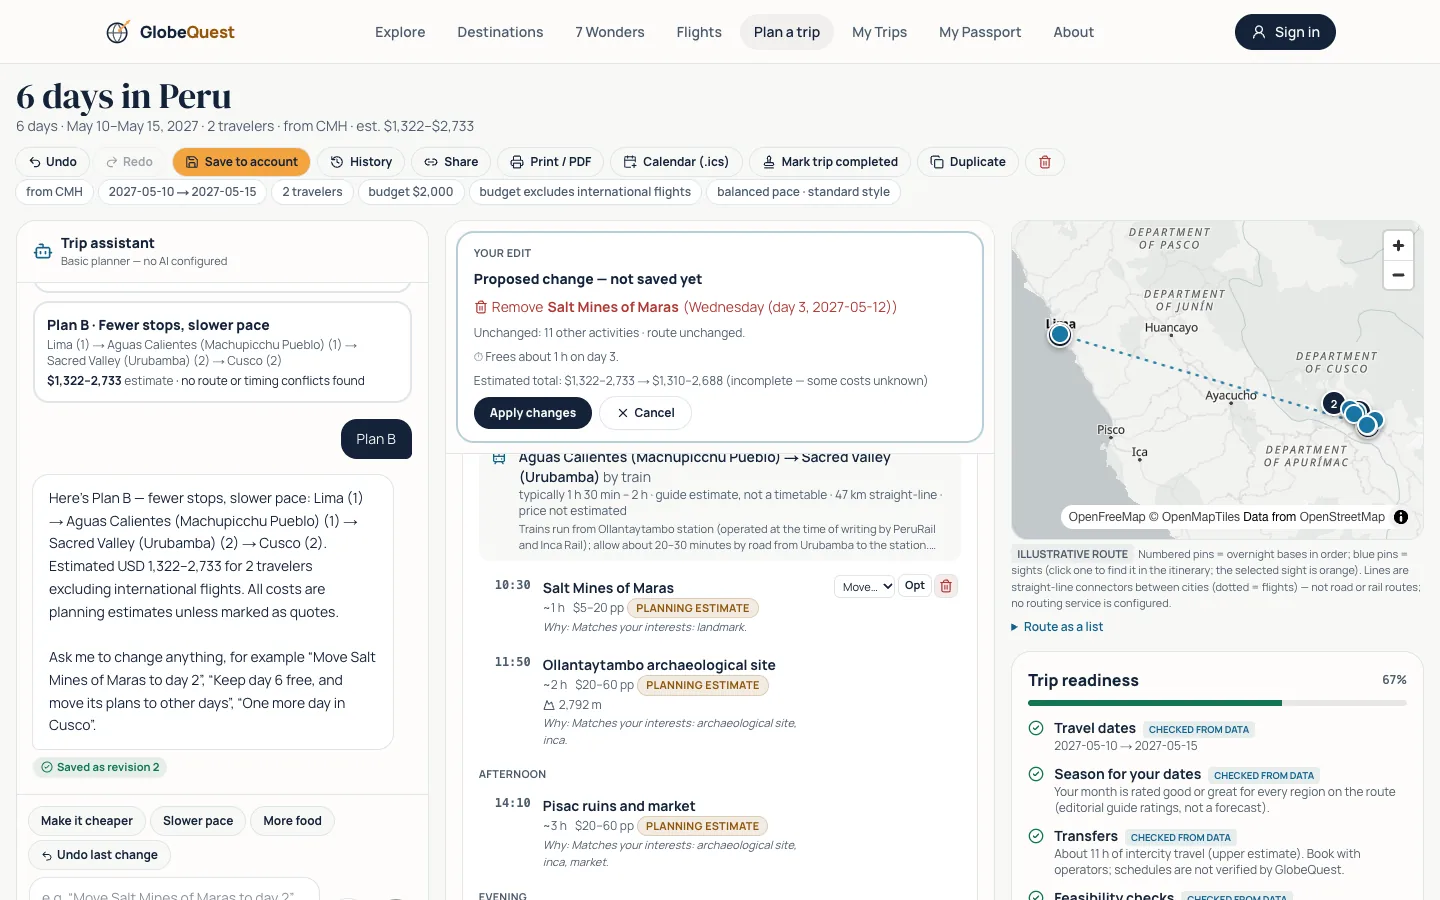 GlobeQuest
Explore
Destinations
7 Wonders
Flights
Plan a trip
My Trips
My Passport
About
Sign in
6 days in Peru
6 days · May 10–May 15, 2027 · 2 travelers · from CMH · est. $1,322–$2,733
Undo
Redo
Save to account
History
Share
Print / PDF
Calendar (.ics)
Mark trip completed
Duplicate
from CMH
2027-05-10 → 2027-05-15
2 travelers
budget $2,000
budget excludes international flights
balanced pace · standard style
Trip assistant
Basic planner — no AI configured
Plan B · Fewer stops, slower pace
Lima (1) → Aguas Calientes (Machupicchu Pueblo) (1) →
Sacred Valley (Urubamba) (2) → Cusco (2)
$1,322–2,733 estimate · no route or timing conflicts found
Plan B
Here's Plan B — fewer stops, slower pace: Lima (1)
→ Aguas Calientes (Machupicchu Pueblo) (1) →
Sacred Valley (Urubamba) (2) → Cusco (2).
Estimated USD 1,322–2,733 for 2 travelers
excluding international flights. All costs are
planning estimates unless marked as quotes.
Ask me to change anything, for example “Move Salt
Mines of Maras to day 2”, “Keep day 6 free, and
move its plans to other days”, “One more day in
Cusco”.
Saved as revision 2
Make it cheaper
Slower pace
More food
Undo last change
e.g. “Move Salt Mines of Maras to day 2”
YOUR EDIT
Proposed change — not saved yet
Remove Salt Mines of Maras (Wednesday (day 3, 2027-05-12))
Unchanged: 11 other activities · route unchanged.
Frees about 1 h on day 3.
Estimated total: $1,322–2,733 → $1,310–2,688 (incomplete — some costs unknown)
Apply changes
Cancel
Aguas Calientes (Machupicchu Pueblo) → Sacred Valley
(Urubamba) by train
typically 1 h 30 min – 2 h · guide estimate, not a timetable · 47 km straight-line ·
price not estimated
Trains run from Ollantaytambo station (operated at the time of writing by PeruRail
and Inca Rail); allow about 20–30 minutes by road from Urubamba to the station....
10:30
Salt Mines of Maras
Move...
Opt
~1 h $5–20 pp PLANNING ESTIMATE
Why: Matches your interests: landmark.
11:50
Ollantaytambo archaeological site
~2 h $20–60 pp PLANNING ESTIMATE
2,792 m
Why: Matches your interests: archaeological site,
inca.
AFTERNOON
14:10
Pisac ruins and market
~3 h $20–60 pp PLANNING ESTIMATE
Why: Matches your interests: archaeological site,
inca, market.
EVENING
DEPARTMENT
OF PASCO
DEPARTMENT
OF JUNÍN
Lima
Huancayo
DEPARTMENT
OF CUSCO
Ayacucho
2
Pisco
Ica
DEPARTMENT
OF APURÍMAC
OpenFreeMap © OpenMapTiles Data from OpenStreetMap
ILLUSTRATIVE ROUTE Numbered pins = overnight bases in order; blue pins =
sights (click one to find it in the itinerary; the selected sight is orange). Lines are
straight-line connectors between cities (dotted = flights) — not road or rail routes;
no routing service is configured.
Route as a list
Trip readiness
67%
Travel dates CHECKED FROM DATA
2027-05-10 → 2027-05-15
Season for your dates CHECKED FROM DATA
Your month is rated good or great for every region on the route
(editorial guide ratings, not a forecast).
Transfers CHECKED FROM DATA
About 11 h of intercity travel (upper estimate). Book with
operators; schedules are not verified by GlobeQuest.
Feasibility checks CHECKED FROM DATA